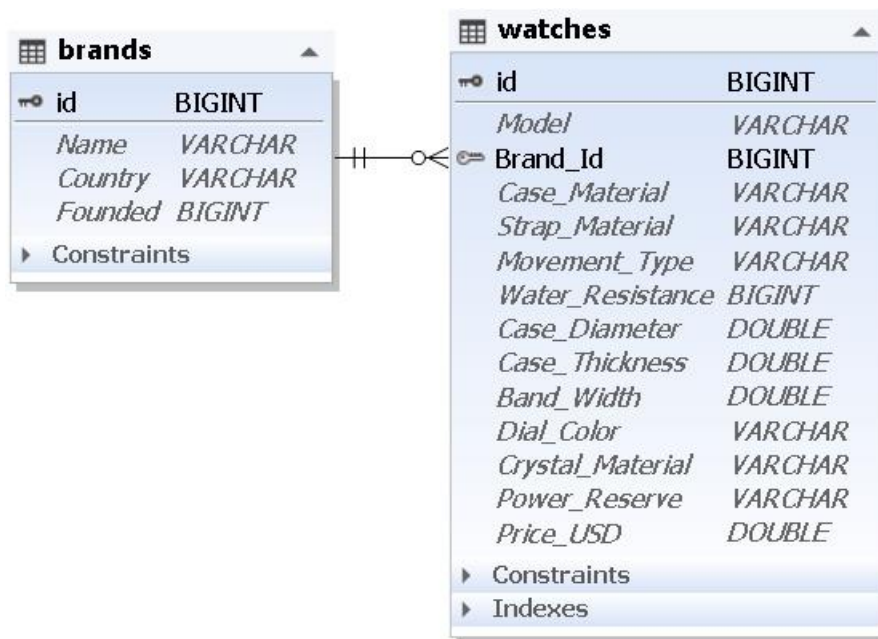 brands
id BIGINT
Name VARCHAR
Country VARCHAR
Founded BIGINT
Constraints
watches
id BIGINT
Model VARCHAR
Brand_Id BIGINT
Case_Material VARCHAR
Strap_Material VARCHAR
Movement_Type VARCHAR
Water_Resistance BIGINT
Case_Diameter DOUBLE
Case_Thickness DOUBLE
Band_Width DOUBLE
Dial_Color VARCHAR
Crystal_Material VARCHAR
Power_Reserve VARCHAR
Price_USD DOUBLE
Constraints
Indexes